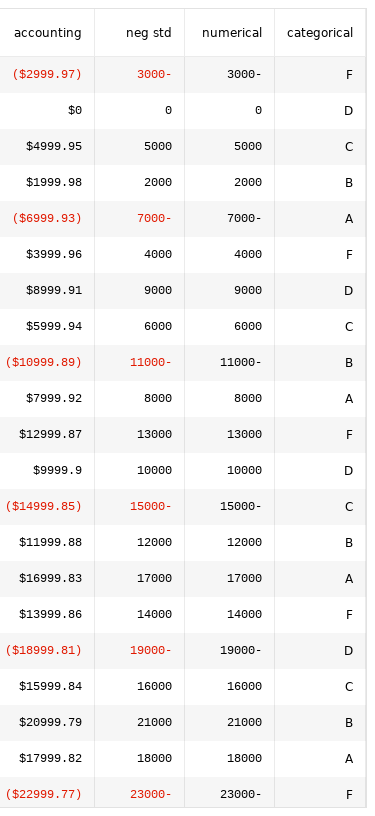 accounting neg std numerical categorical
($2999.97) 3000- 3000- F
$0 0 0 D
$4999.95 5000 5000 C
$1999.98 2000 2000 B
($6999.93) 7000- 7000- A
$3999.96 4000 4000 F
$8999.91 9000 9000 D
$5999.94 6000 6000 C
($10999.89) 11000- 11000- B
$7999.92 8000 8000 A
$12999.87 13000 13000 F
$9999.9 10000 10000 D
($14999.85) 15000- 15000- C
$11999.88 12000 12000 B
$16999.83 17000 17000 A
$13999.86 14000 14000 F
($18999.81) 19000- 19000- D
$15999.84 16000 16000 C
$20999.79 21000 21000 B
$17999.82 18000 18000 A
($22999.77) 23000- 23000- F